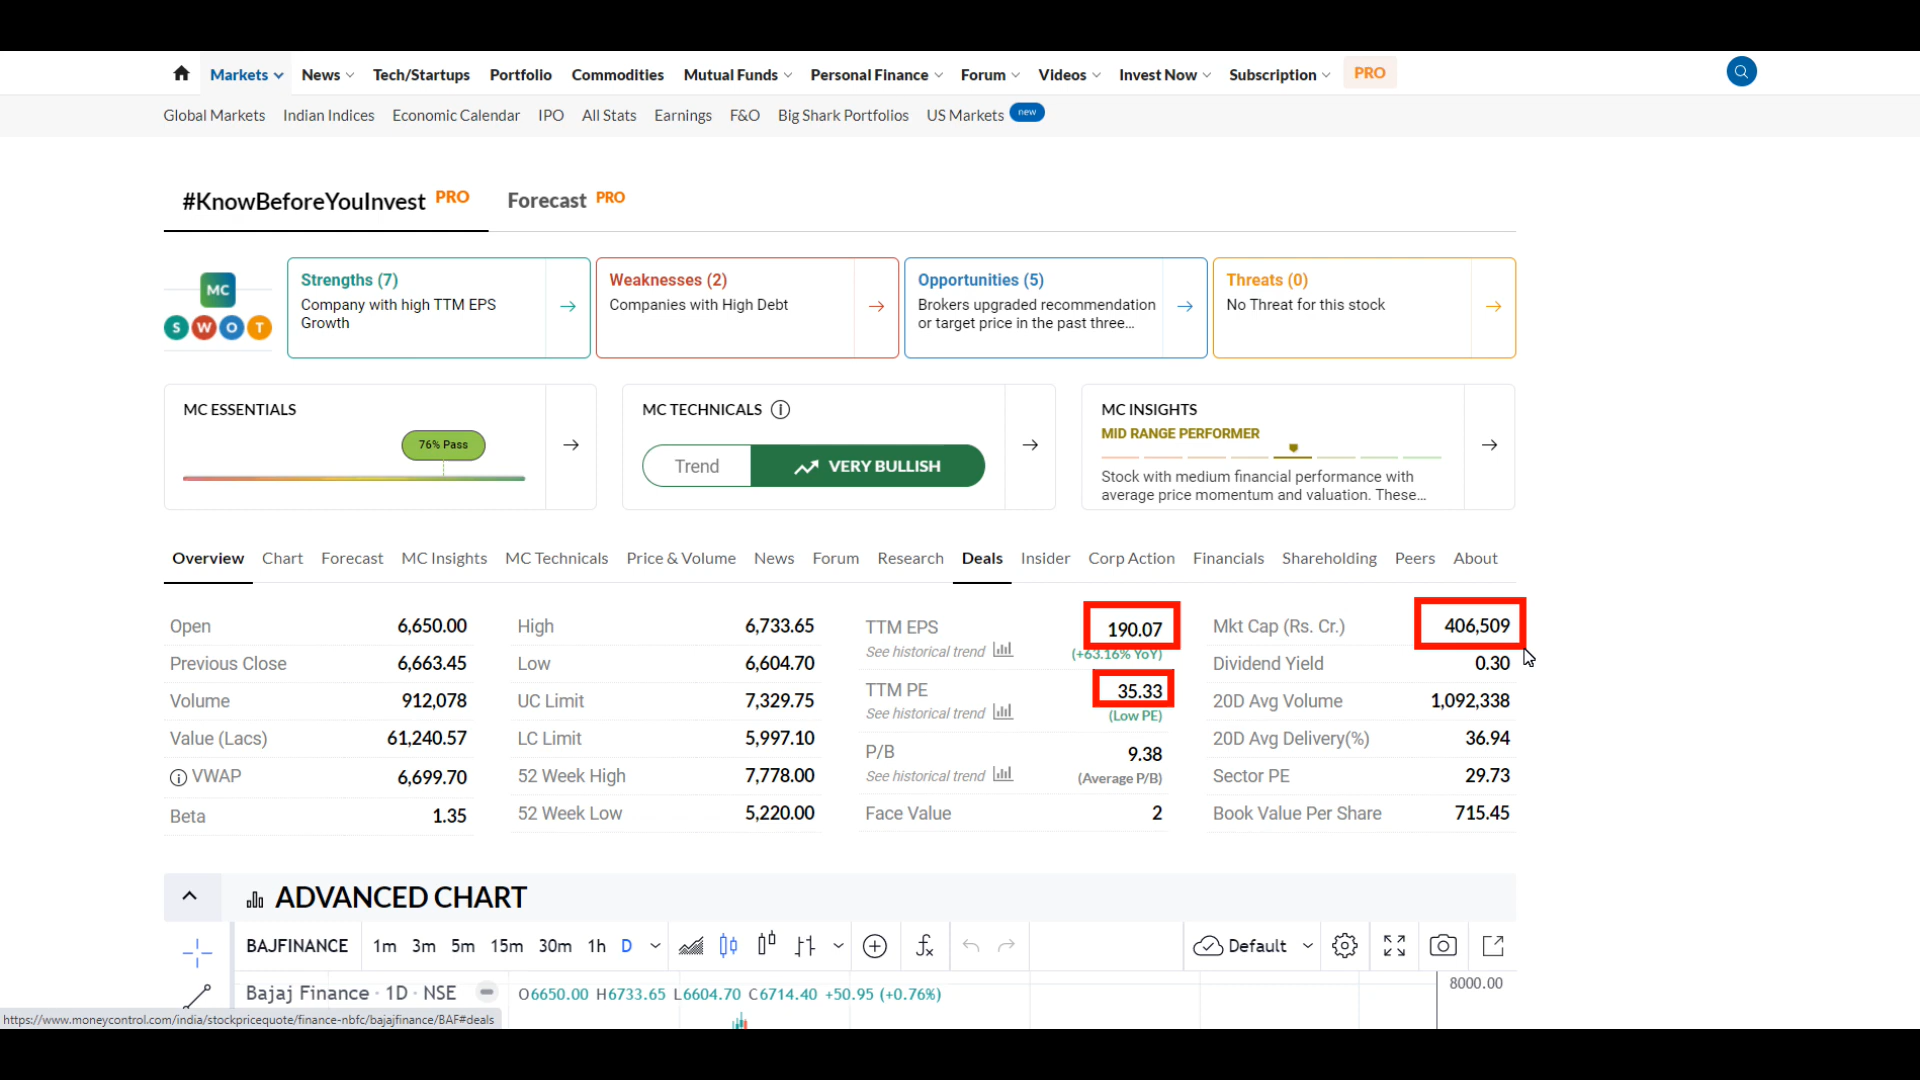 Markets News Tech/Startups Portfolio Commodities Mutual Funds Personal Finance Forum Videos Invest Now Subscription PRO
Global Markets Indian Indices Economic Calendar IPO All Stats Earnings F&O Big Shark Portfolios US Markets new
#KnowBeforeYouInvest PRO Forecast PRO
MC
S W O T
Strengths (7)
Company with high TTM EPS
Growth
Weaknesses (2)
Companies with High Debt
Opportunities (5)
Brokers upgraded recommendation
or target price in the past three...
Threats (0)
No Threat for this stock
MC ESSENTIALS
76% Pass
MC TECHNICALS
Trend VERY BULLISH
MC INSIGHTS
MID RANGE PERFORMER
Stock with medium financial performance with
average price momentum and valuation. These...
Overview Chart Forecast MC Insights MC Technicals Price & Volume News Forum Research Deals Insider Corp Action Financials Shareholding Peers About
Open 6,650.00
Previous Close 6,663.45
Volume 912,078
Value (Lacs) 61,240.57
VWAP 6,699.70
Beta 1.35
High 6,733.65
Low 6,604.70
UC Limit 7,329.75
LC Limit 5,997.10
52 Week High 7,778.00
52 Week Low 5,220.00
TTM EPS 190.07
See historical trend (+63.16% YoY)
TTM PE 35.33
See historical trend (Low PE)
P/B 9.38
See historical trend (Average P/B)
Face Value 2
Mkt Cap (Rs. Cr.) 406,509
Dividend Yield 0.30
20D Avg Volume 1,092,338
20D Avg Delivery(%) 36.94
Sector PE 29.73
Book Value Per Share 715.45
ADVANCED CHART
BAJFINANCE 1m 3m 5m 15m 30m 1h D Default
Bajaj Finance · 1D · NSE O6650.00 H6733.65 L6604.70 C6714.40 +50.95 (+0.76%)
8000.00
https://www.moneycontrol.com/india/stockpricequote/finance-nbfc/bajajfinance/BAF#deals